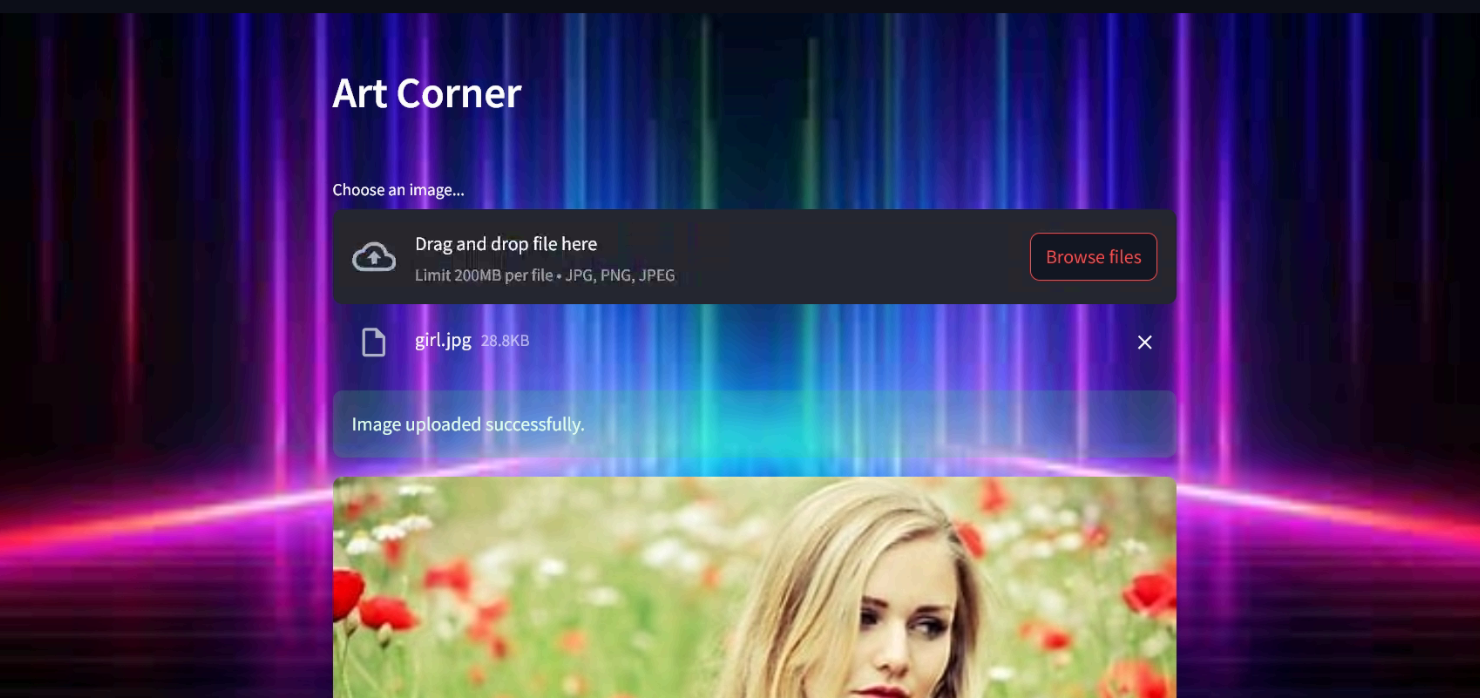 Art Corner
Choose an image...
Drag and drop file here
Browse files
Limit 200MB per file • JPG, PNG, JPEG
girl.jpg 28.8KB
Image uploaded successfully.